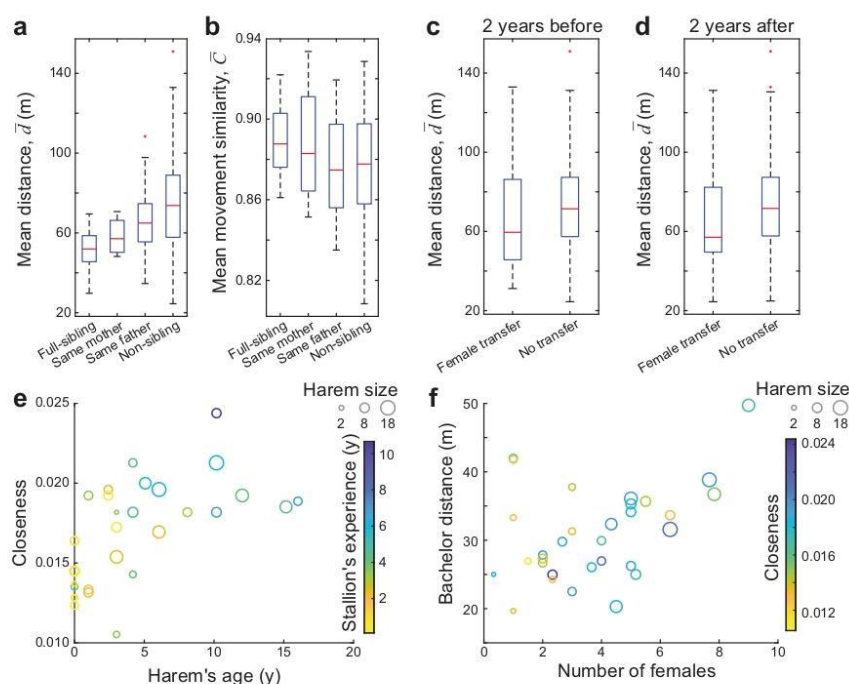 a
Mean distance, d̅ (m)
140
100
60
20
Full-sibling
Same mother
Same father
Non-sibling
b
Mean movement similarity, C̅
0.94
0.90
0.86
0.82
Full-sibling
Same mother
Same father
Non-sibling
c
2 years before
Mean distance, d̅ (m)
140
100
60
20
Female transfer
No transfer
d
2 years after
Mean distance, d̅ (m)
140
100
60
20
Female transfer
No transfer
e
Harem size
2 8 18
Closeness
0.025
0.020
0.015
0.010
0 5 10 15 20
Harem's age (y)
Stallion's experience (y)
10
8
6
4
2
f
Harem size
2 8 18
Bachelor distance (m)
50
40
30
20
0 2 4 6 8 10
Number of females
Closeness
0.024
0.020
0.016
0.012